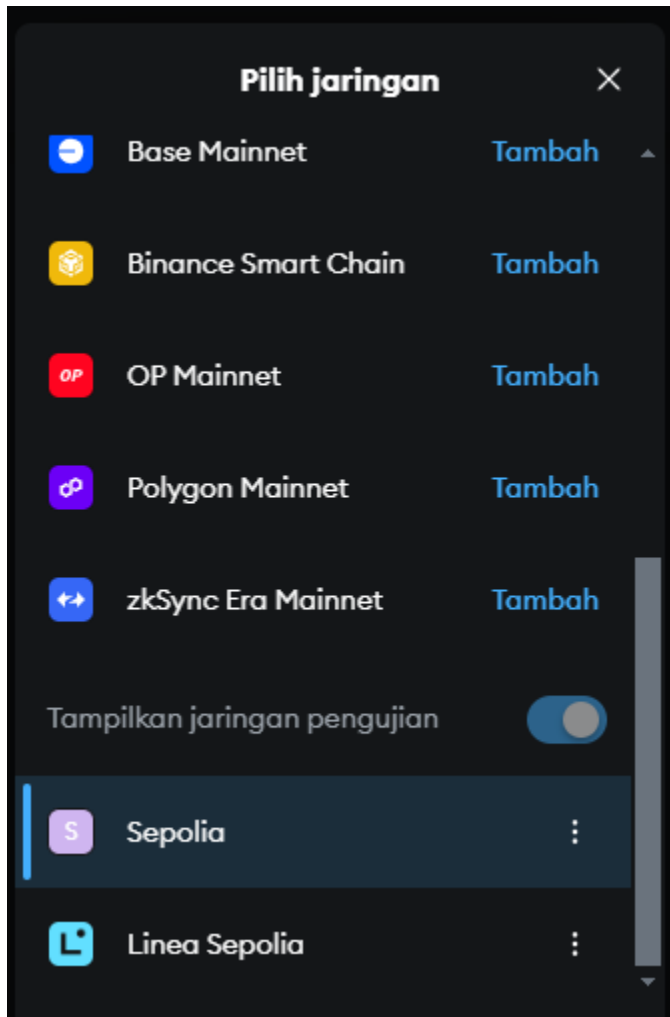 Pilih jaringan
Base Mainnet Tambah
Binance Smart Chain Tambah
OP OP Mainnet Tambah
Polygon Mainnet Tambah
zkSync Era Mainnet Tambah
Tampilkan jaringan pengujian
S Sepolia
L Linea Sepolia